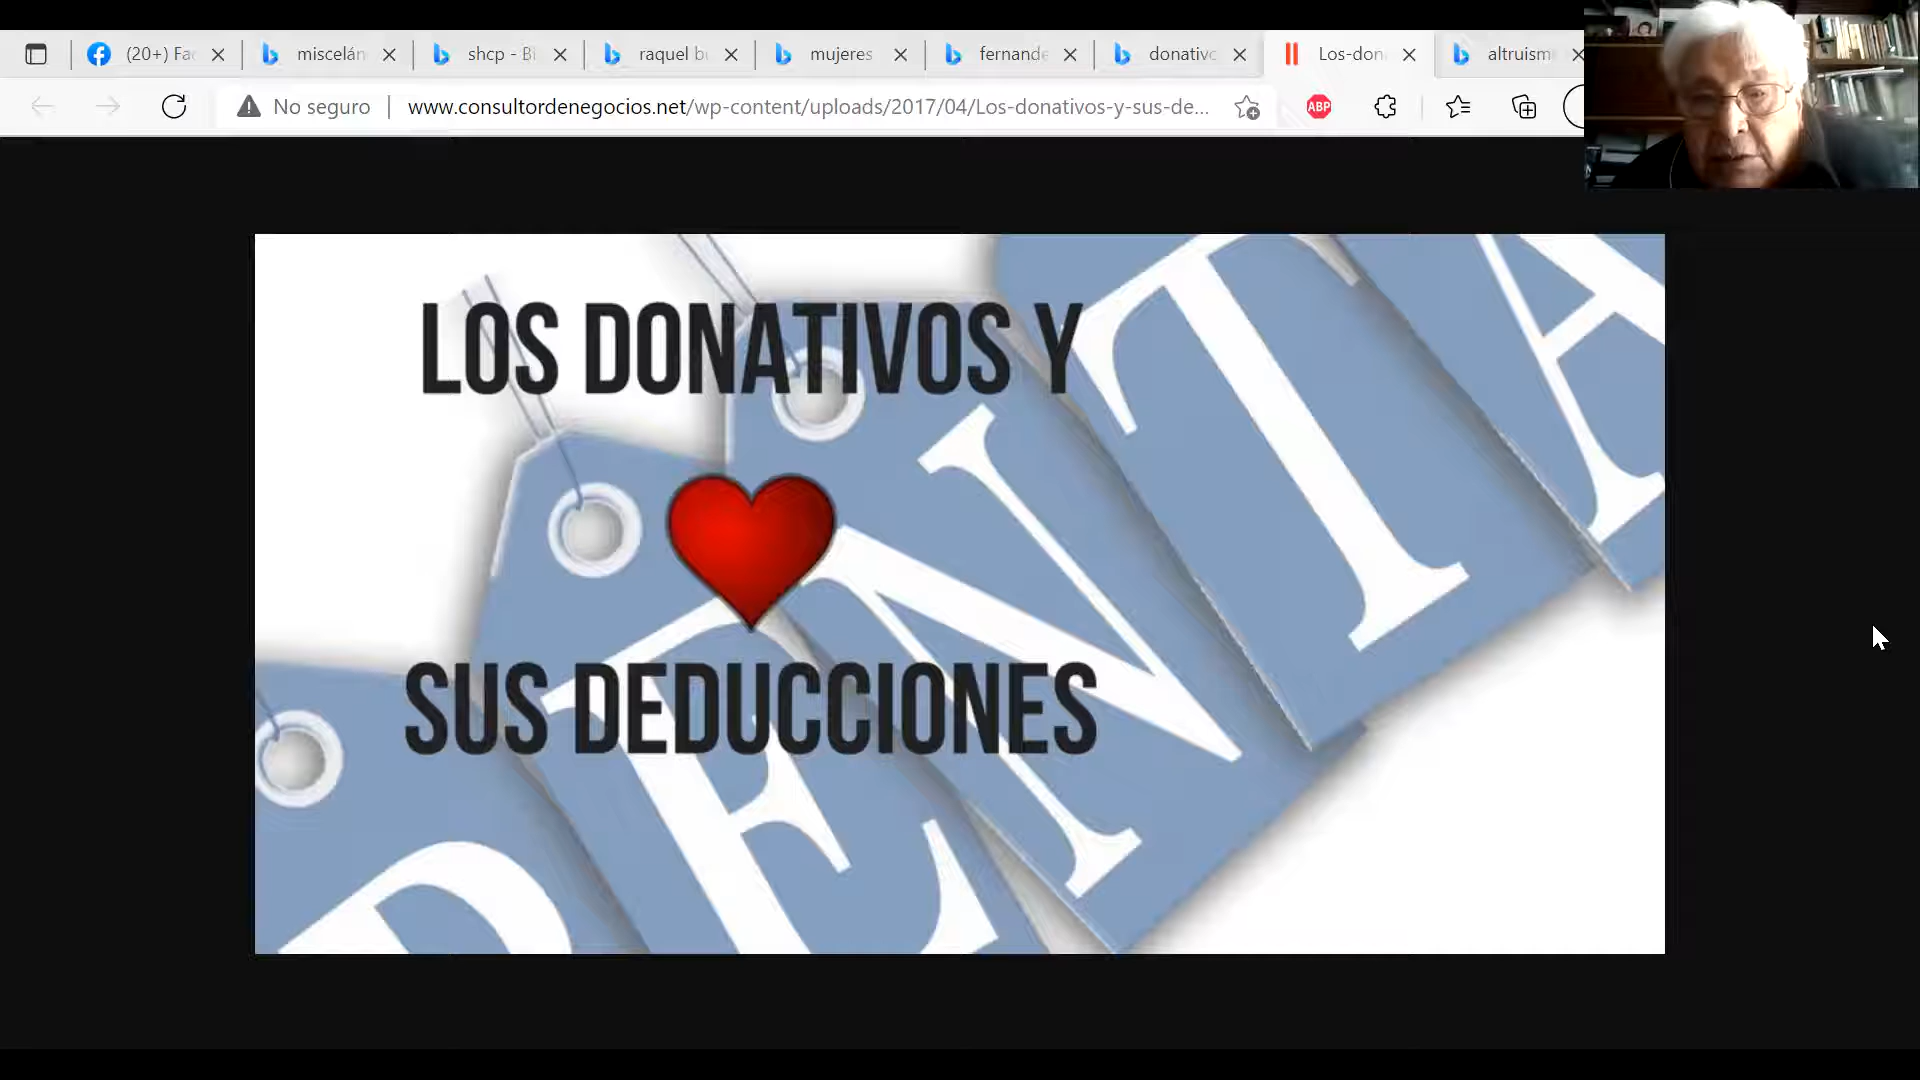 (20+) Fac
miscelán
shcp - Bi
raquel bu
mujeres
fernande
donativo
Los-don
altruism
No seguro
www.consultordenegocios.net/wp-content/uploads/2017/04/Los-donativos-y-sus-de...
ABP
LOS DONATIVOS Y
SUS DEDUCCIONES
RENTA